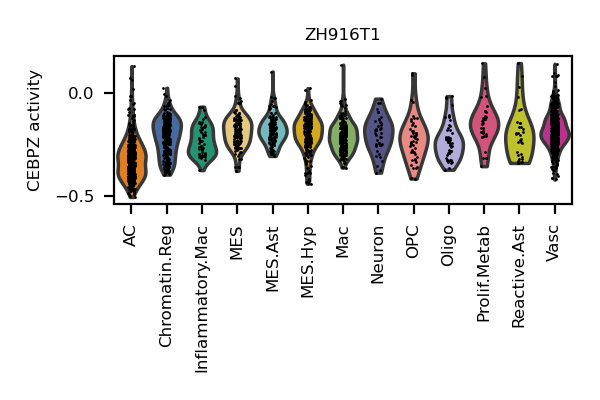 ZH916T1
CEBPZ activity
0.0
−0.5
AC
Chromatin.Reg
Inflammatory.Mac
MES
MES.Ast
MES.Hyp
Mac
Neuron
OPC
Oligo
Prolif.Metab
Reactive.Ast
Vasc